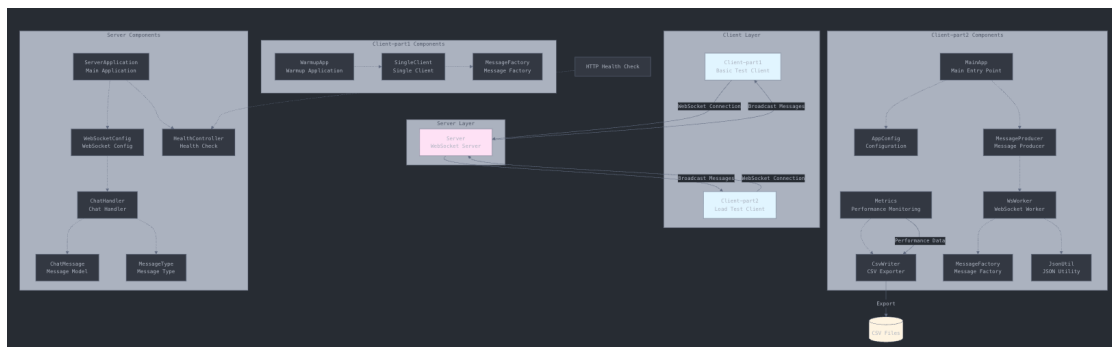 Server Components
ServerApplication
Main Application
WebSocketConfig
WebSocket Config
HealthController
Health Check
ChatHandler
Chat Handler
ChatMessage
Message Model
MessageType
Message Type
Client-part1 Components
WarmupApp
Warmup Application
SingleClient
Single Client
MessageFactory
Message Factory
HTTP Health Check
Server Layer
Server
WebSocket Server
Client Layer
Client-part1
Basic Test Client
WebSocket Connection
Broadcast Messages
Broadcast Messages
WebSocket Connection
Client-part2
Load Test Client
Client-part2 Components
MainApp
Main Entry Point
AppConfig
Configuration
MessageProducer
Message Producer
Metrics
Performance Monitoring
WsWorker
WebSocket Worker
Performance Data
CsvWriter
CSV Exporter
MessageFactory
Message Factory
JsonUtil
JSON Utility
Export
CSV Files